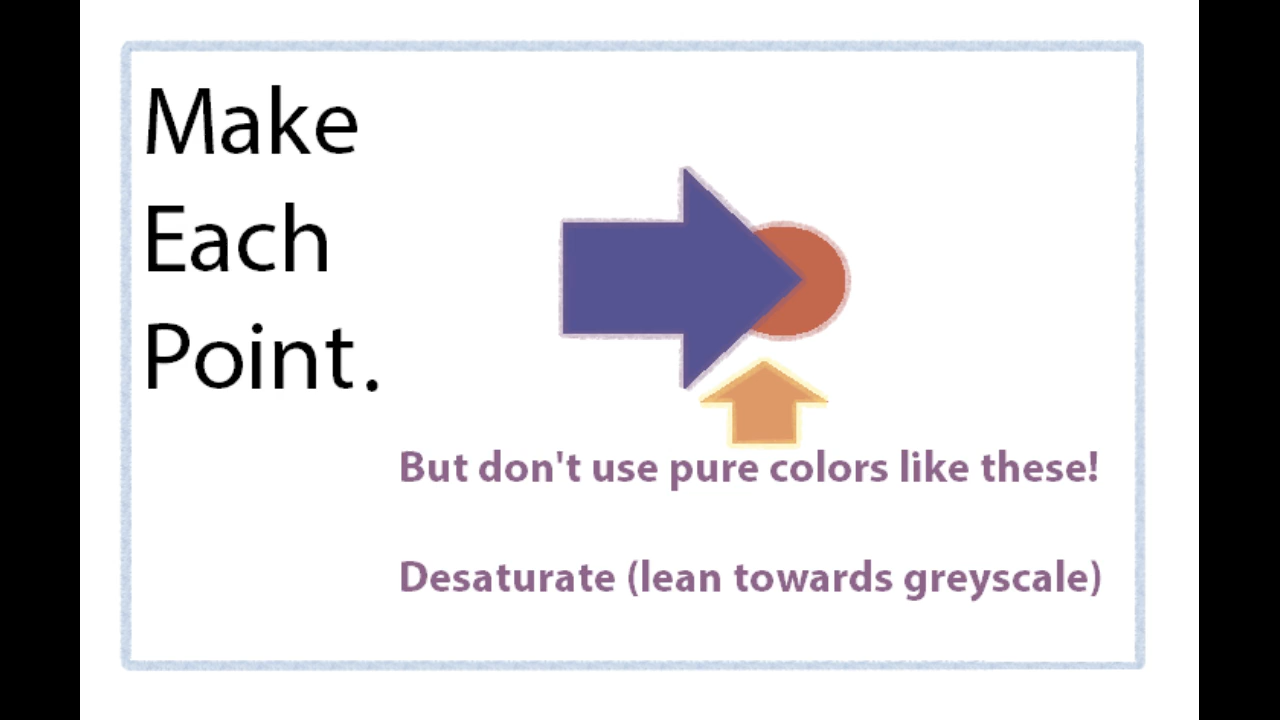 Make
Each
Point.
But don't use pure colors like these!
Desaturate (lean towards greyscale)